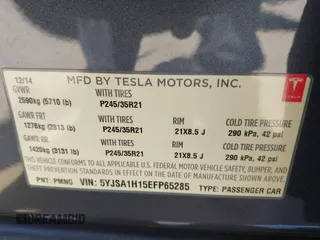 12/14
MFD BY TESLA MOTORS, INC.
GVWR WITH TIRES
2590kg (5710 lb) P245/35R21
TESLA
GAWR FRT WITH TIRES RIM COLD TIRE PRESSURE
1276kg (2813 lb) P245/35R21 21X8.5 J 290 kPa, 42 psi
GAWR RR WITH TIRES RIM COLD TIRE PRESSURE
1420kg (3131 lb) P245/35R21 21X8.5 J 290 kPa, 42 psi
THIS VEHICLE CONFORMS TO ALL APPLICABLE FEDERAL MOTOR VEHICLE
SAFETY, BUMPER, AND THEFT PREVENTION STANDARDS IN EFFECT ON THE
DATE OF MANUFACTURE SHOWN ABOVE
PNT: PMNG VIN: 5YJSA1H15EFP65285 TYPE: PASSENGER CAR